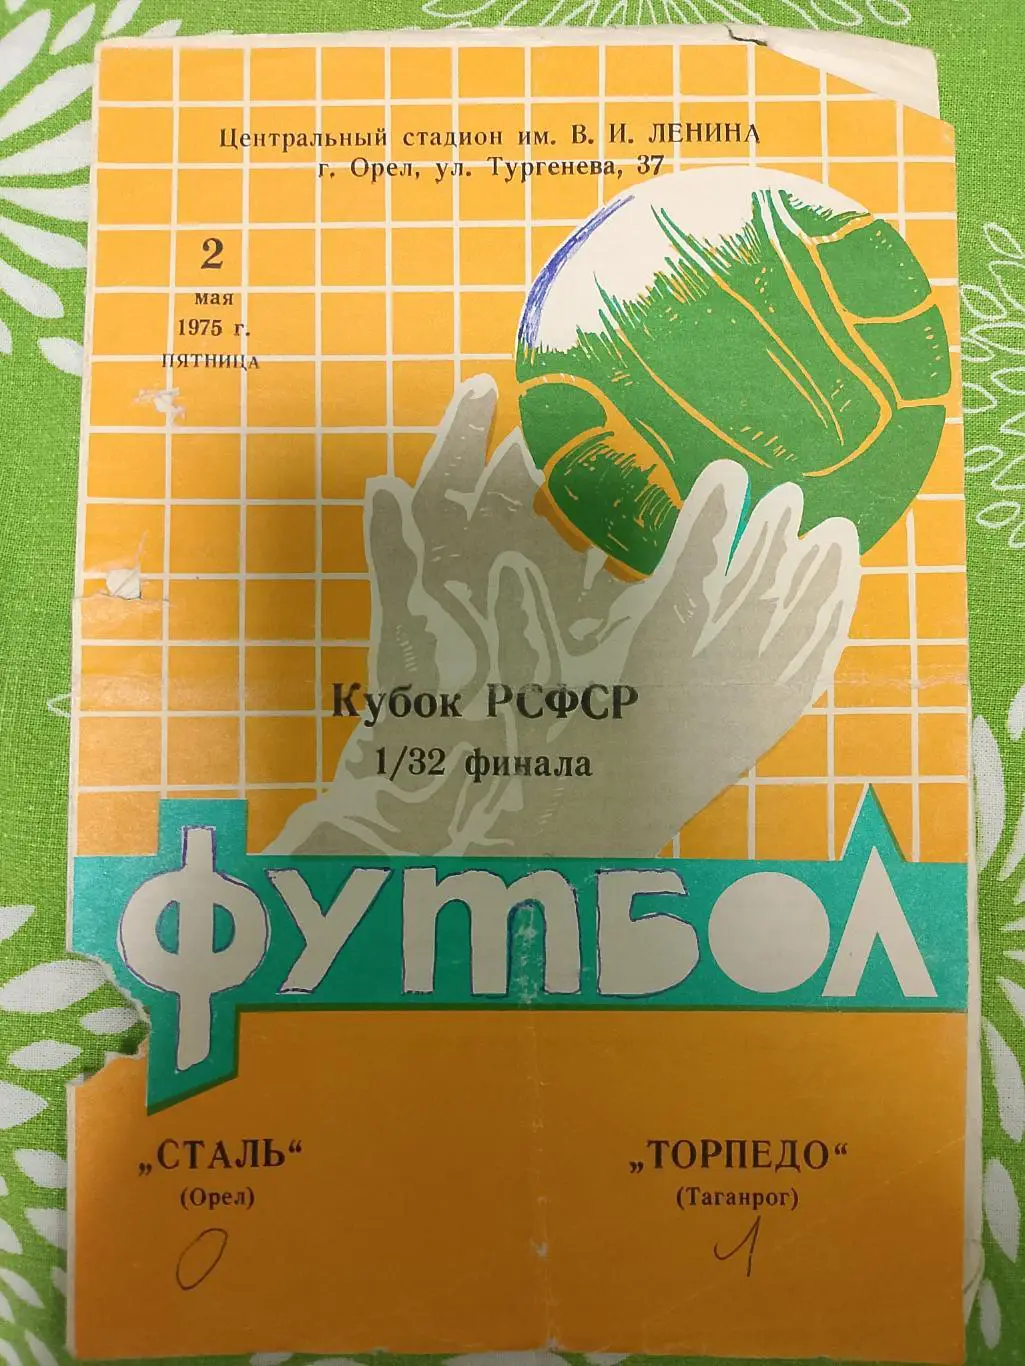 Центральный стадион им. В. И. ЛЕНИНА
г. Орел, ул. Тургенева, 37
2
мая
1975 г.
ПЯТНИЦА
Кубок РСФСР
1/32 финала
ФУТБОЛ
„СТАЛЬ“
(Орел)
0
„ТОРПЕДО“
(Таганрог)
1